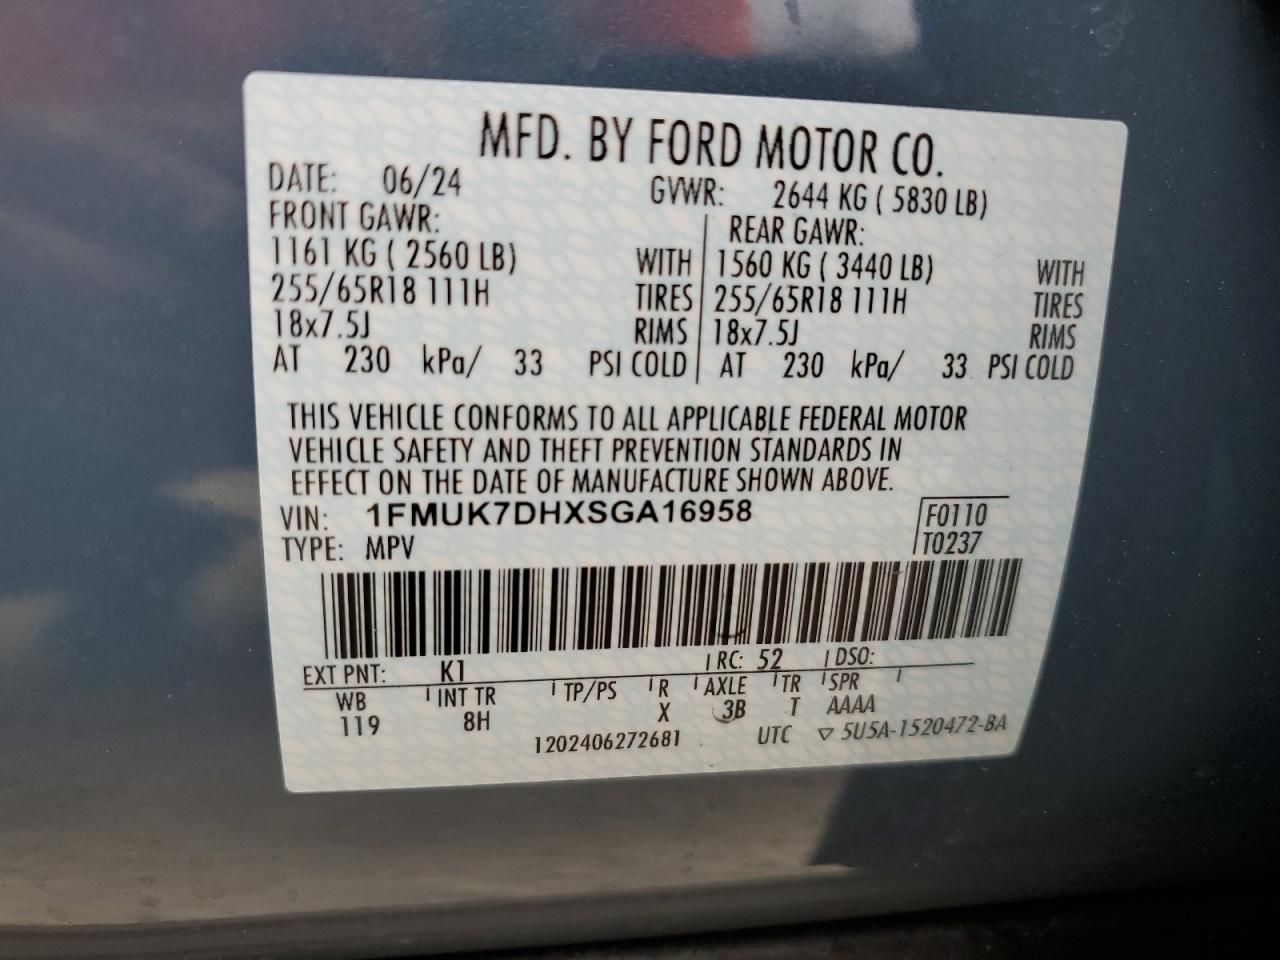 MFD. BY FORD MOTOR CO.
DATE: 06/24 GVWR: 2644 KG ( 5830 LB)
FRONT GAWR:
1161 KG ( 2560 LB) WITH
255/65R18 111H TIRES
18x7.5J RIMS
AT 230 kPa/ 33 PSI COLD
REAR GAWR:
1560 KG ( 3440 LB) WITH
255/65R18 111H TIRES
18x7.5J RIMS
AT 230 kPa/ 33 PSI COLD
THIS VEHICLE CONFORMS TO ALL APPLICABLE FEDERAL MOTOR
VEHICLE SAFETY AND THEFT PREVENTION STANDARDS IN
EFFECT ON THE DATE OF MANUFACTURE SHOWN ABOVE.
VIN: 1FMUK7DHXSGA16958
TYPE: MPV
F0110
T0237
EXT PNT: K1 RC: 52 DSO:
WB INT TR TP/PS R AXLE TR SPR
119 8H X 3B T AAAA
1202406272681 UTC ▽ 5U5A-1520472-BA